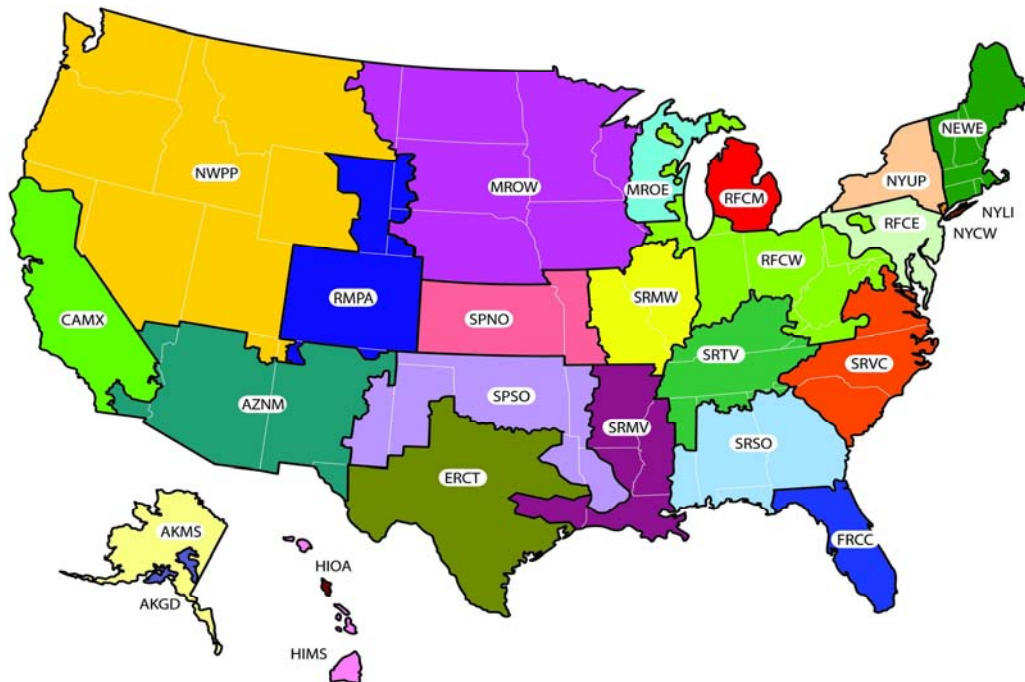 NEWE
NWPP
NYUP
MROW
MROE
RFCM
NYLI
RFCE
NYCW
RFCW
RMPA
SRMW
CAMX
SPNO
SRTV
SRVC
SPSO
AZNM
SRMV
SRSO
ERCT
AKMS
FRCC
HIOA
AKGD
HIMS